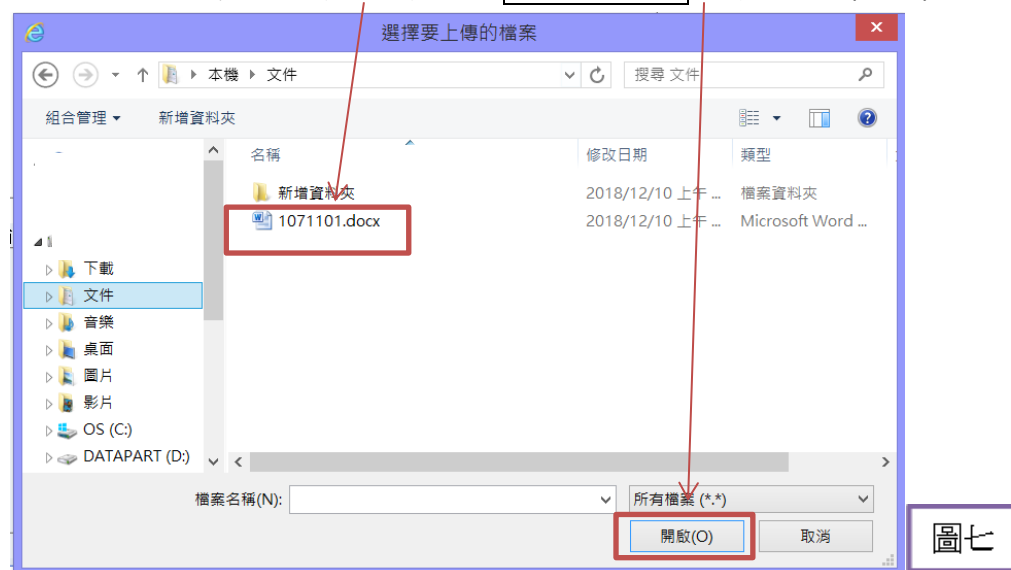 選擇要上傳的檔案
本機 文件
搜尋 文件
組合管理 新增資料夾
名稱 修改日期 類型
新增資料夾 2018/12/10 上午 ... 檔案資料夾
1071101.docx 2018/12/10 上午 ... Microsoft Word ...
下載
文件
音樂
桌面
圖片
影片
OS (C:)
DATAPART (D:)
檔案名稱(N):
所有檔案 (*.*)
開啟(O) 取消
圖七